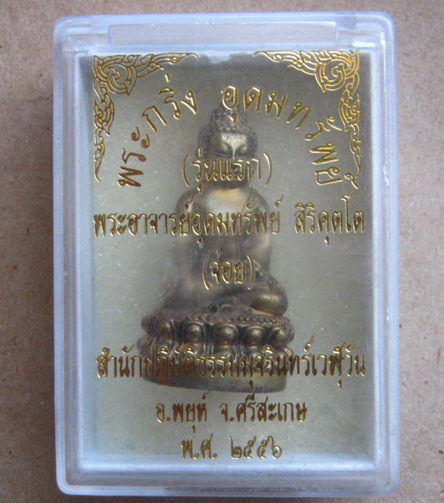 พระกริ่ง อุดมทรัพย์
(รุ่นแรก)
พระอาจารย์อุดมทรัพย์ สิริคุตโต
(จ่อย)
สำนักปฏิบัติธรรมมุจรินทร์เวฬุวัน
อ.พยุห์ จ.ศรีสะเกษ
พ.ศ. ๒๕๕๖